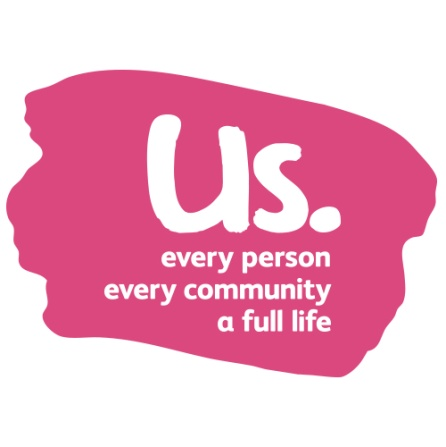 Us.
every person
every community
a full life